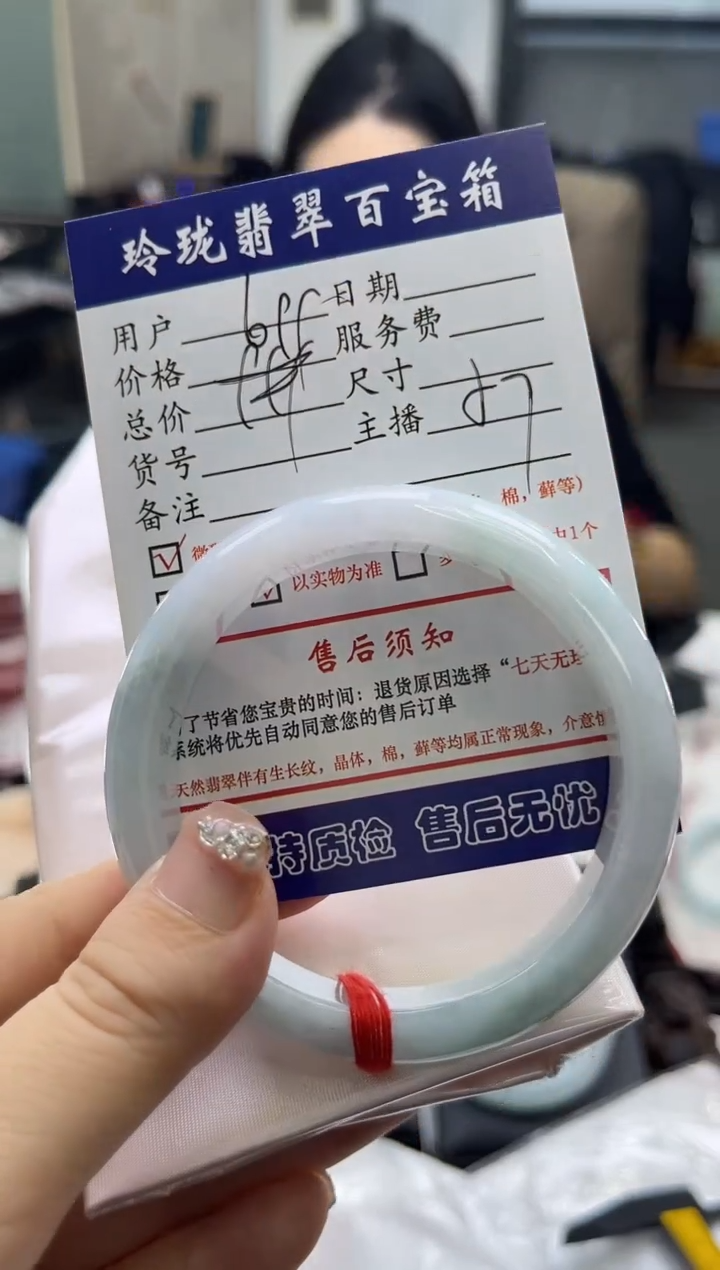 玲珑翡翠百宝箱
用户 日期
价格 服务费
总价 尺寸
货号 主播
备注
棉，藓等）
微
以实物为准
1个
售后须知
了节省您宝贵的时间：退货原因选择“七天无理
系统将优先自动同意您的售后订单
天然翡翠伴有生长纹，晶体，棉，藓等均属正常现象，介意
持质检 售后无忧